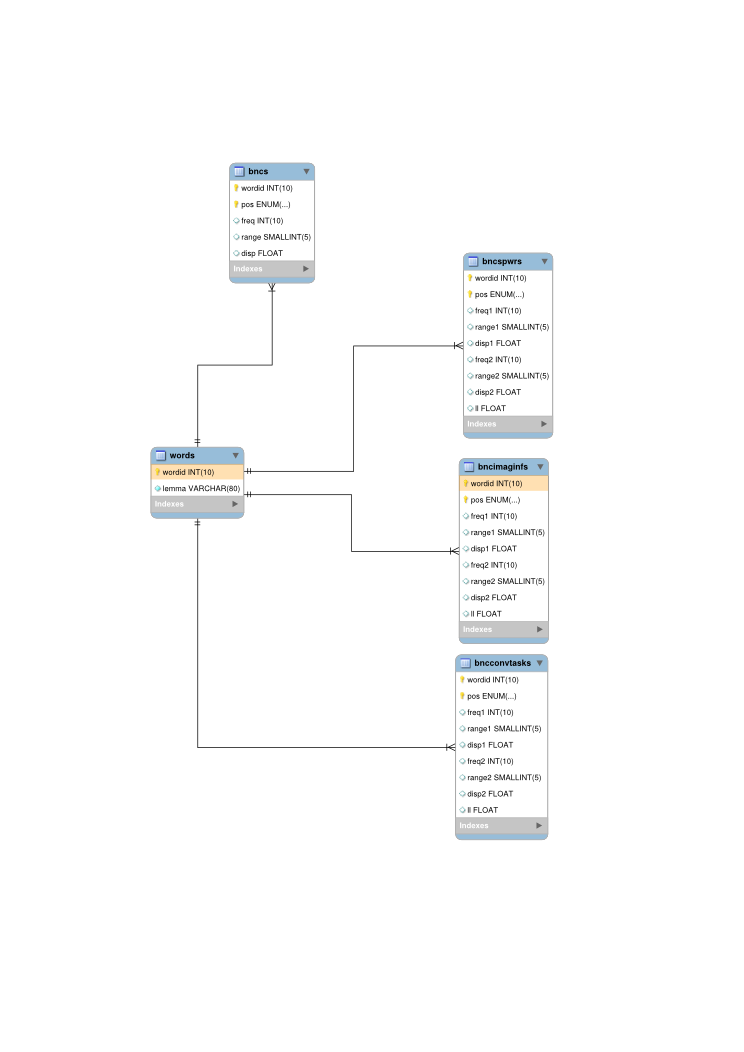 bncs
wordid INT(10)
pos ENUM(...)
freq INT(10)
range SMALLINT(5)
disp FLOAT
Indexes
bncspwrs
wordid INT(10)
pos ENUM(...)
freq1 INT(10)
range1 SMALLINT(5)
disp1 FLOAT
freq2 INT(10)
range2 SMALLINT(5)
disp2 FLOAT
ll FLOAT
Indexes
words
wordid INT(10)
lemma VARCHAR(80)
Indexes
bncimaginfs
wordid INT(10)
pos ENUM(...)
freq1 INT(10)
range1 SMALLINT(5)
disp1 FLOAT
freq2 INT(10)
range2 SMALLINT(5)
disp2 FLOAT
ll FLOAT
Indexes
bncconvtasks
wordid INT(10)
pos ENUM(...)
freq1 INT(10)
range1 SMALLINT(5)
disp1 FLOAT
freq2 INT(10)
range2 SMALLINT(5)
disp2 FLOAT
ll FLOAT
Indexes